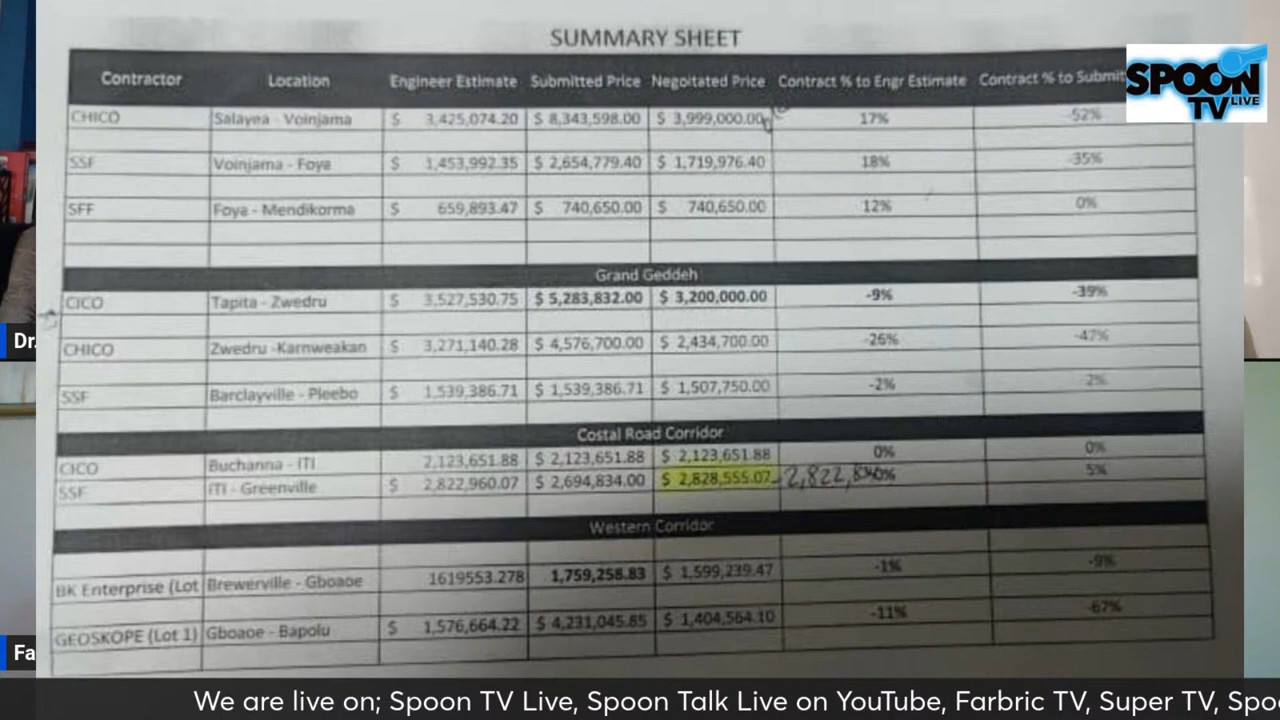 SUMMARY SHEET
Contractor Location Engineer Estimate Submitted Price Negoitated Price Contract % to Engr Estimate Contract % to Submit
SPOON
TV LIVE
CHICO Salayea - Voinjama $ 3,425,074.20 $ 8,343,598.00 $ 3,999,000.00 17% -52%
SSF Voinjama - Foya $ 1,453,992.35 $ 2,654,779.40 $ 1,719,976.40 18% -35%
SFF Foya - Mendikorma $ 659,893.47 $ 740,650.00 $ 740,650.00 12% 0%
Grand Geddeh
CICO Tapita - Zwedru $ 3,527,530.75 $ 5,283,832.00 $ 3,200,000.00 -9% -39%
CHICO Zwedru -Karnweakan $ 3,271,140.28 $ 4,576,700.00 $ 2,434,700.00 -26% -47%
SSF Barclayville - Pleebo $ 1,539,386.71 $ 1,539,386.71 $ 1,507,750.00 -2% 2%
Costal Road Corridor
CICO Buchanna - ITI 2,123,651.88 $ 2,123,651.88 $ 2,123,651.88 0% 0%
SSF ITI - Greenville $ 2,822,960.07 $ 2,694,834.00 $ 2,828,555.07 5%
Western Corridor
BK Enterprise (Lot Brewerville - Gboaoe 1619553.278 1,759,258.83 $ 1,599,239.47 -1% -9%
GEOSKOPE (Lot 1) Gboaoe - Bapolu $ 1,576,664.22 $ 4,231,045.85 $ 1,404,564.10 -11% -67%
Dr.
Fa
We are live on; Spoon TV Live, Spoon Talk Live on YouTube, Farbric TV, Super TV, Spo